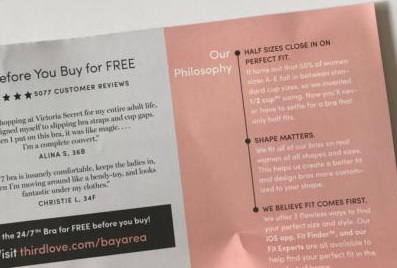 efore You Buy for FREE
★★★★ 5077 CUSTOMER REVIEWS
hopping at Victoria Secret for my entire adult life,
signed myself to slipping bra straps and cup gaps.
en I put on this bra, it was like magic. . . .
I'm a complete convert."
ALINA S, 36B
7 bra is insanely comfortable, keeps the ladies in,
en I'm moving around like a bendy-toy, and looks
fantastic under my clothes."
CHRISTIE L, 34F
the 24/7™ Bra for FREE before you buy!
isit thirdlove.com/bayarea
Our
Philosophy
HALF SIZES CLOSE IN ON
PERFECT FIT.
It turns out that 50% of women
sizes A-E fall in between stan-
dard cup sizes, so we invented
1/2 cup™ sizing. Now you'll nev-
er have to settle for a bra that
only half fits.
SHAPE MATTERS.
We fit all of our bras on real
women of all shapes and sizes.
This helps us create a better fit
and design bras more custom-
ized to your shape.
WE BELIEVE FIT COMES FIRST.
We offer 3 flawless ways to find
your perfect size and style. Our
iOS app, Fit Finder™, and our
Fit Experts are all available to
help find your perfect fit in the